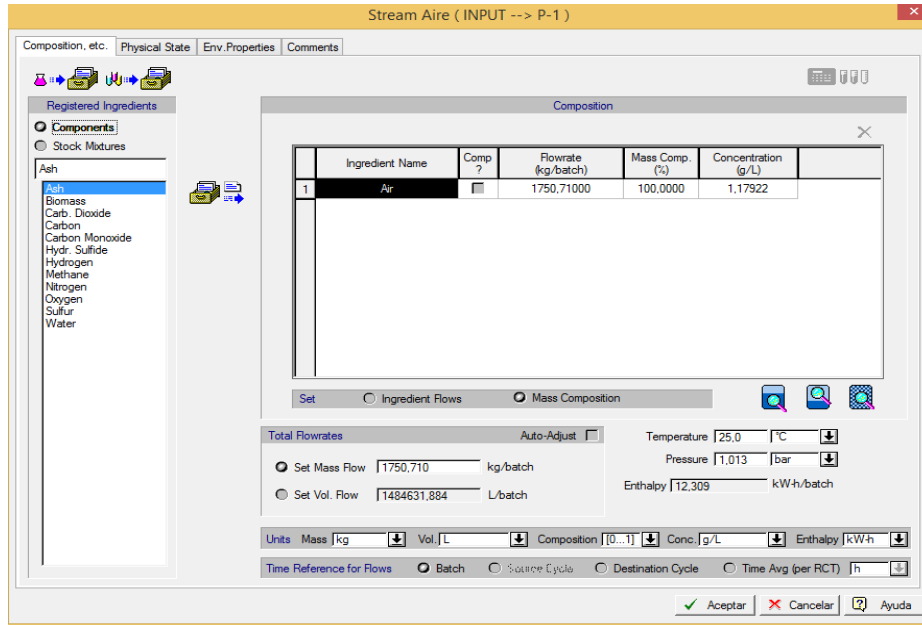 Stream Aire ( INPUT --> P-1 )
Composition, etc. Physical State Env.Properties Comments
Registered Ingredients
Components
Stock Mixtures
Ash
Ash
Biomass
Carb. Dioxide
Carbon
Carbon Monoxide
Hydr. Sulfide
Hydrogen
Methane
Nitrogen
Oxygen
Sulfur
Water
Composition
Ingredient Name Comp ? Flowrate (kg/batch) Mass Comp. (%) Concentration (g/L)
1 Air 1750,71000 100,0000 1,17922
Set Ingredient Flows Mass Composition
Total Flowrates Auto-Adjust
Set Mass Flow 1750,710 kg/batch
Set Vol. Flow 1484631,884 L/batch
Temperature 25,0 °C
Pressure 1,013 bar
Enthalpy 12,309 kW-h/batch
Units Mass kg Vol. L Composition [0...1] Conc. g/L Enthalpy kW-h
Time Reference for Flows Batch Source Cycle Destination Cycle Time Avg (per RCT) h
Aceptar Cancelar Ayuda